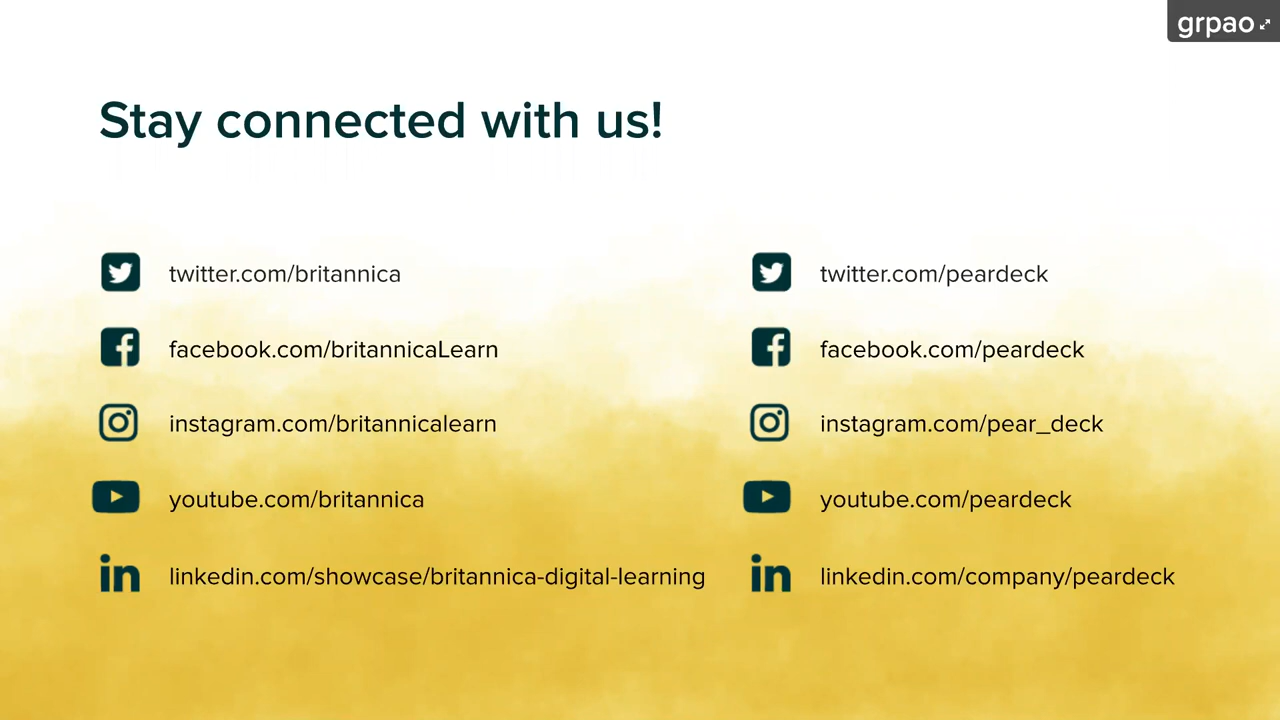 grpao
Stay connected with us!
twitter.com/britannica
facebook.com/britannicaLearn
instagram.com/britannicalearn
youtube.com/britannica
linkedin.com/showcase/britannica-digital-learning
twitter.com/peardeck
facebook.com/peardeck
instagram.com/pear_deck
youtube.com/peardeck
linkedin.com/company/peardeck